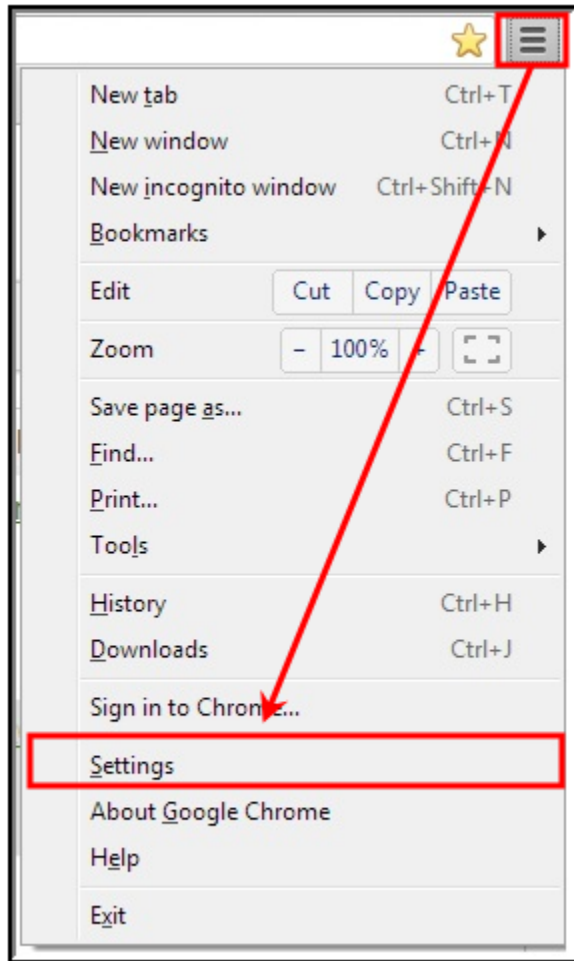 New tab Ctrl+T
New window Ctrl+N
New incognito window Ctrl+Shift+N
Bookmarks
Edit Cut Copy Paste
Zoom − 100% +
Save page as... Ctrl+S
Find... Ctrl+F
Print... Ctrl+P
Tools
History Ctrl+H
Downloads Ctrl+J
Sign in to Chrome...
Settings
About Google Chrome
Help
Exit